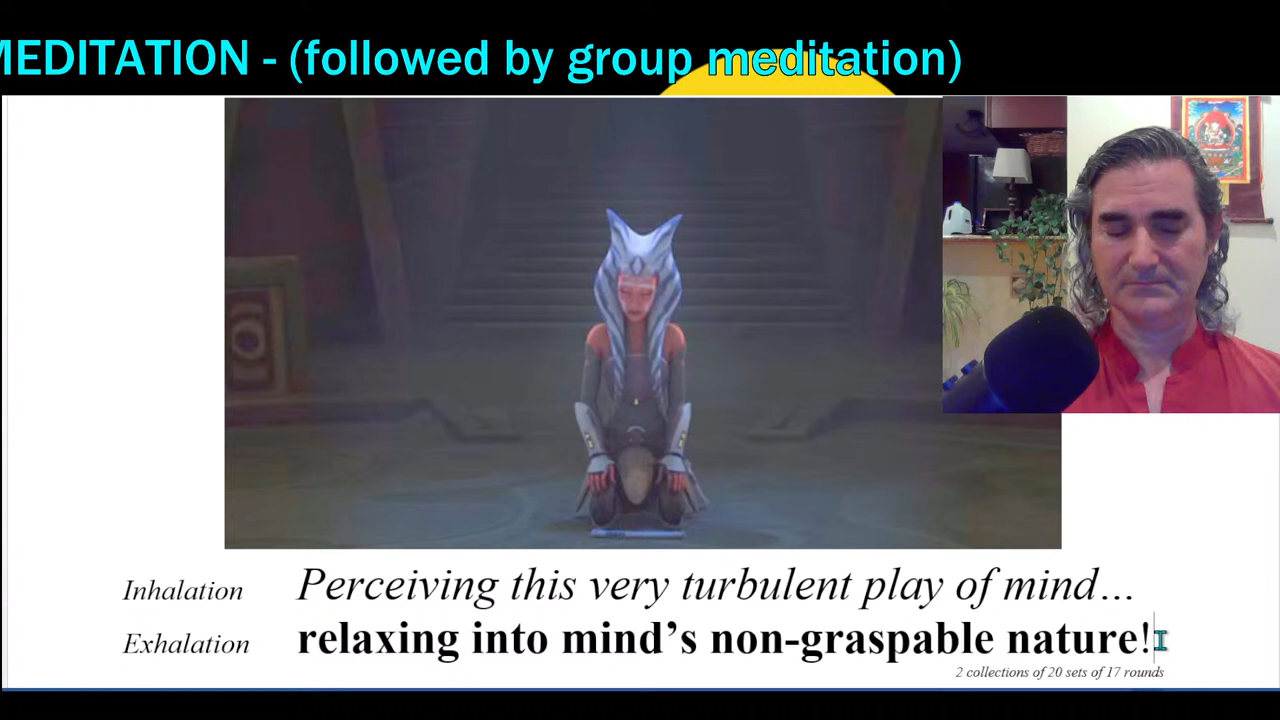 MEDITATION - (followed by group meditation)
Inhalation Perceiving this very turbulent play of mind...
Exhalation relaxing into mind’s non-graspable nature!
2 collections of 20 sets of 17 rounds